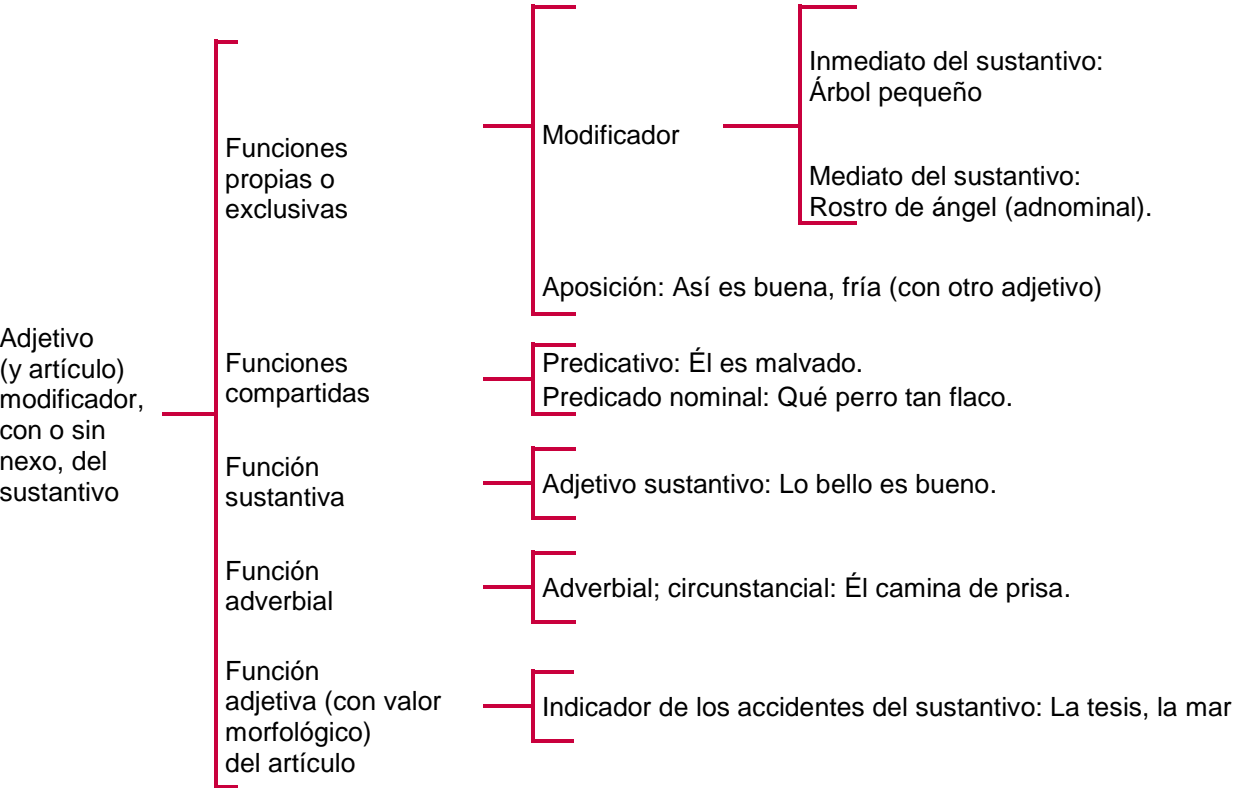 Adjetivo
(y artículo)
modificador,
con o sin
nexo, del
sustantivo
Funciones
propias o
exclusivas
Modificador
Inmediato del sustantivo:
Árbol pequeño
Mediato del sustantivo:
Rostro de ángel (adnominal).
Aposición: Así es buena, fría (con otro adjetivo)
Funciones
compartidas
Predicativo: Él es malvado.
Predicado nominal: Qué perro tan flaco.
Función
sustantiva
Adjetivo sustantivo: Lo bello es bueno.
Función
adverbial
Adverbial; circunstancial: Él camina de prisa.
Función
adjetiva (con valor
morfológico)
del artículo
Indicador de los accidentes del sustantivo: La tesis, la mar